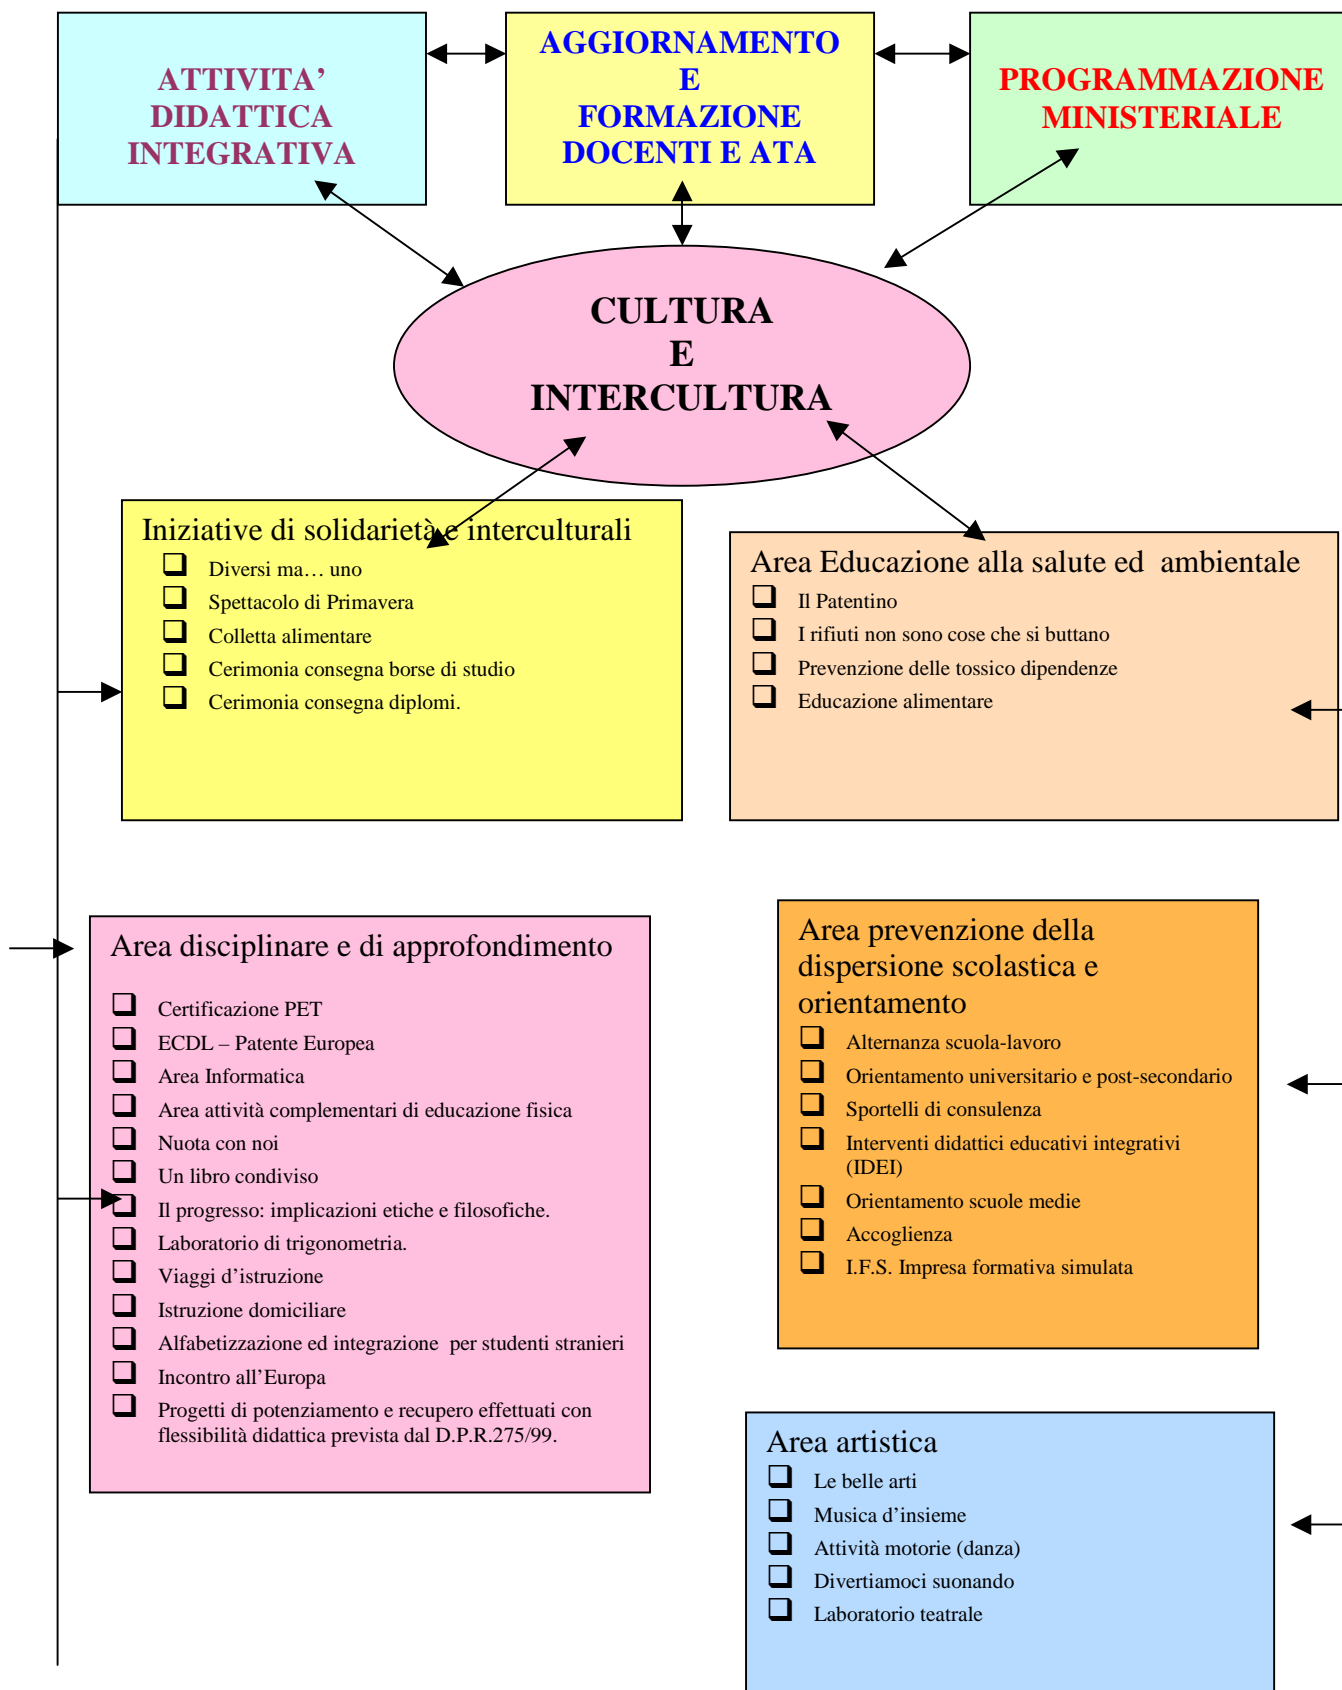 ATTIVITA’
DIDATTICA
INTEGRATIVA
AGGIORNAMENTO
E
FORMAZIONE
DOCENTI E ATA
PROGRAMMAZIONE
MINISTERIALE
CULTURA
E
INTERCULTURA
Iniziative di solidarietà e interculturali
Diversi ma… uno
Spettacolo di Primavera
Colletta alimentare
Cerimonia consegna borse di studio
Cerimonia consegna diplomi.
Area Educazione alla salute ed ambientale
Il Patentino
I rifiuti non sono cose che si buttano
Prevenzione delle tossico dipendenze
Educazione alimentare
Area disciplinare e di approfondimento
Certificazione PET
ECDL – Patente Europea
Area Informatica
Area attività complementari di educazione fisica
Nuota con noi
Un libro condiviso
Il progresso: implicazioni etiche e filosofiche.
Laboratorio di trigonometria.
Viaggi d’istruzione
Istruzione domiciliare
Alfabetizzazione ed integrazione per studenti stranieri
Incontro all’Europa
Progetti di potenziamento e recupero effettuati con
flessibilità didattica prevista dal D.P.R.275/99.
Area prevenzione della
dispersione scolastica e
orientamento
Alternanza scuola-lavoro
Orientamento universitario e post-secondario
Sportelli di consulenza
Interventi didattici educativi integrativi
(IDEI)
Orientamento scuole medie
Accoglienza
I.F.S. Impresa formativa simulata
Area artistica
Le belle arti
Musica d’insieme
Attività motorie (danza)
Divertiamoci suonando
Laboratorio teatrale